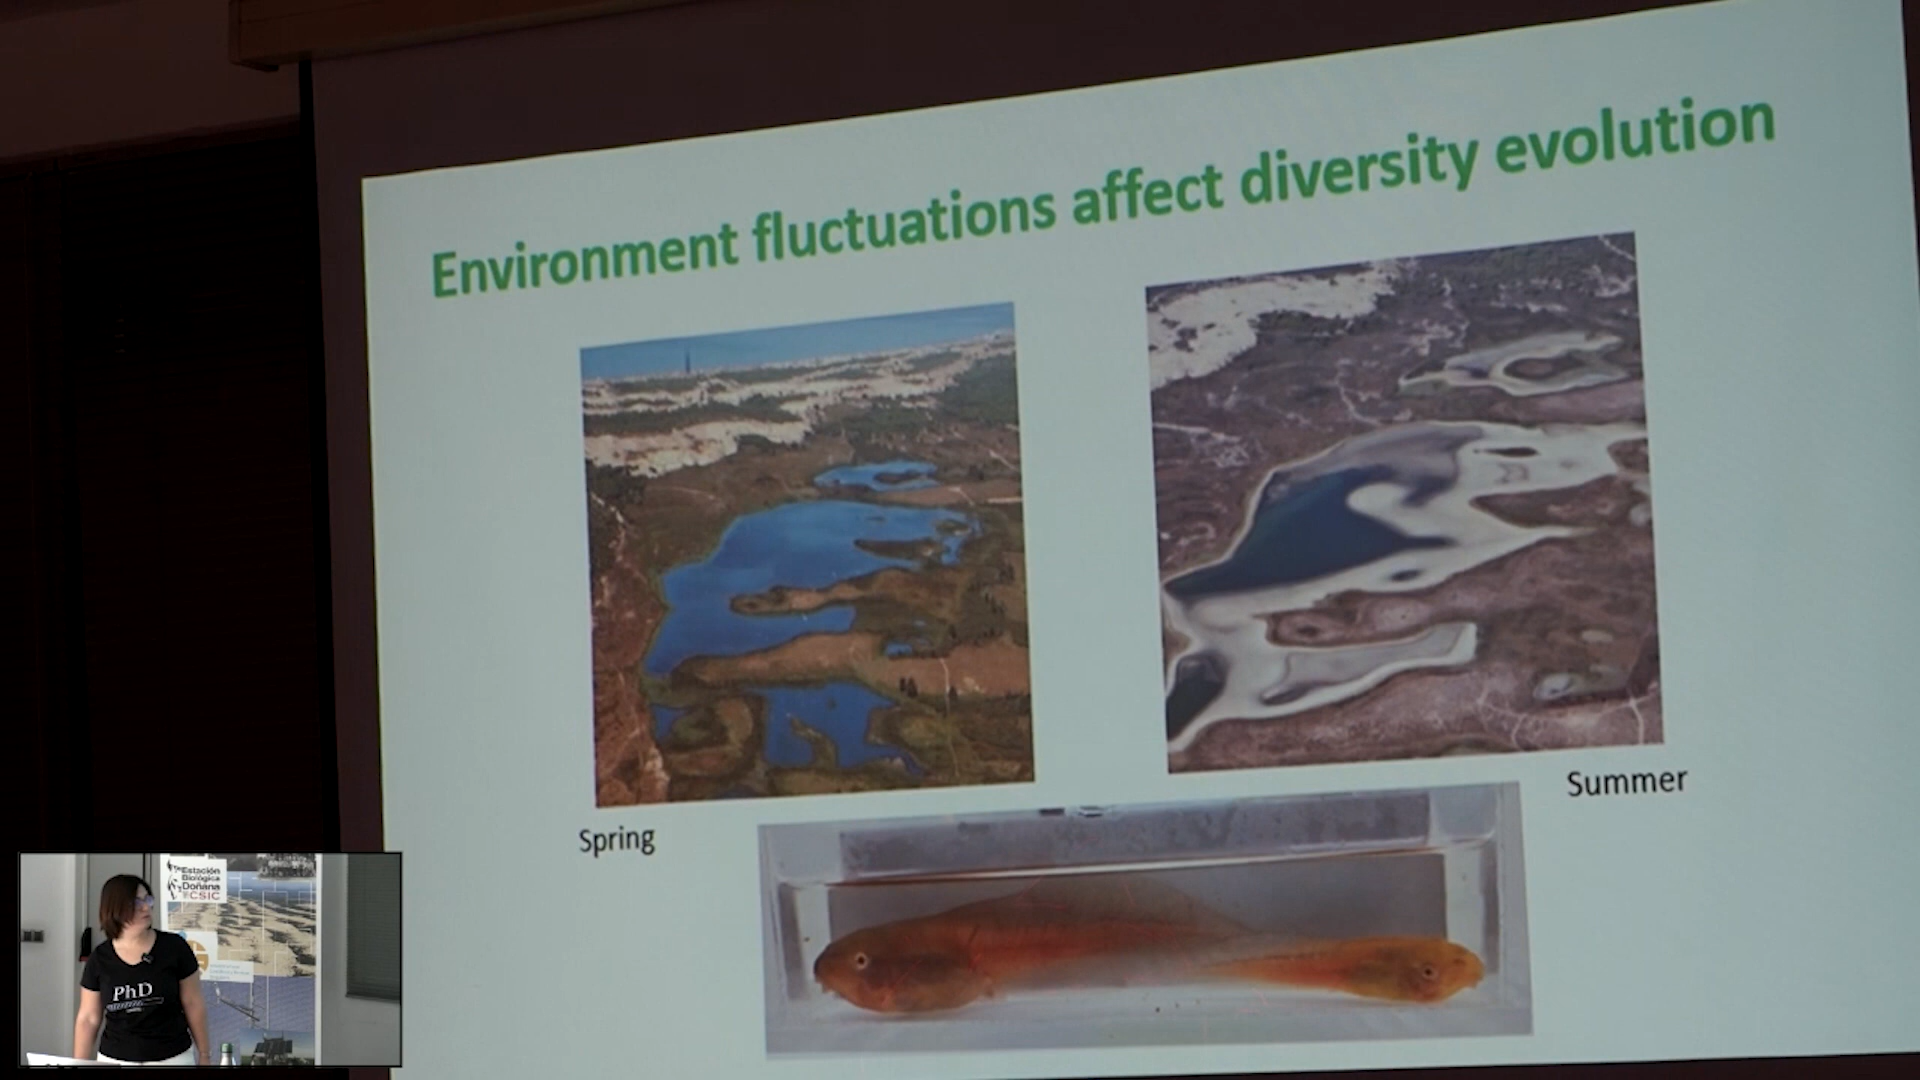 Environment fluctuations affect diversity evolution
Spring
Summer
Estación
Biológica
Doñana
CSIC
PhD